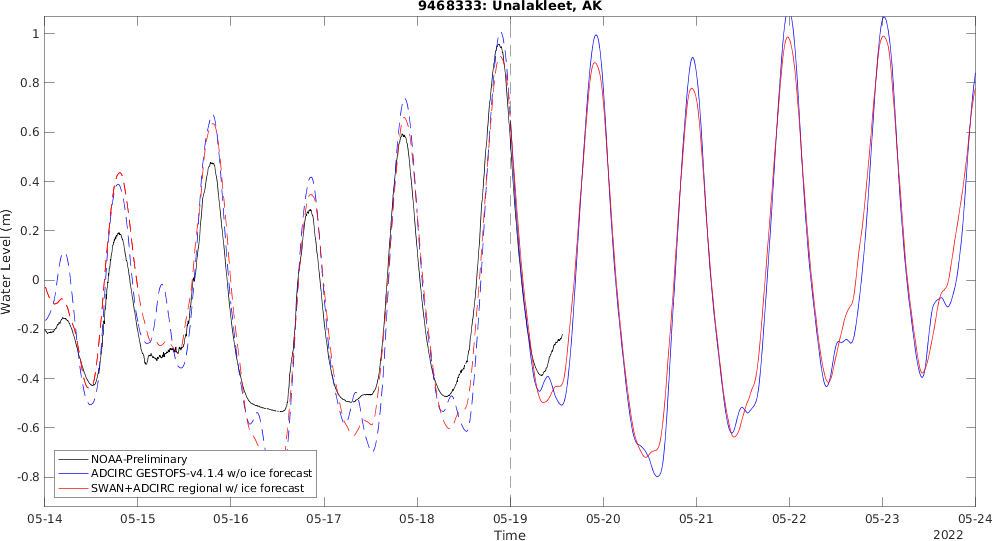 9468333: Unalakleet, AK
Water Level (m)
1
0.8
0.6
0.4
0.2
0
-0.2
-0.4
-0.6
-0.8
NOAA-Preliminary
ADCIRC GESTOFS-v4.1.4 w/o ice forecast
SWAN+ADCIRC regional w/ ice forecast
05-14 05-15 05-16 05-17 05-18 05-19 05-20 05-21 05-22 05-23 05-24
Time
2022